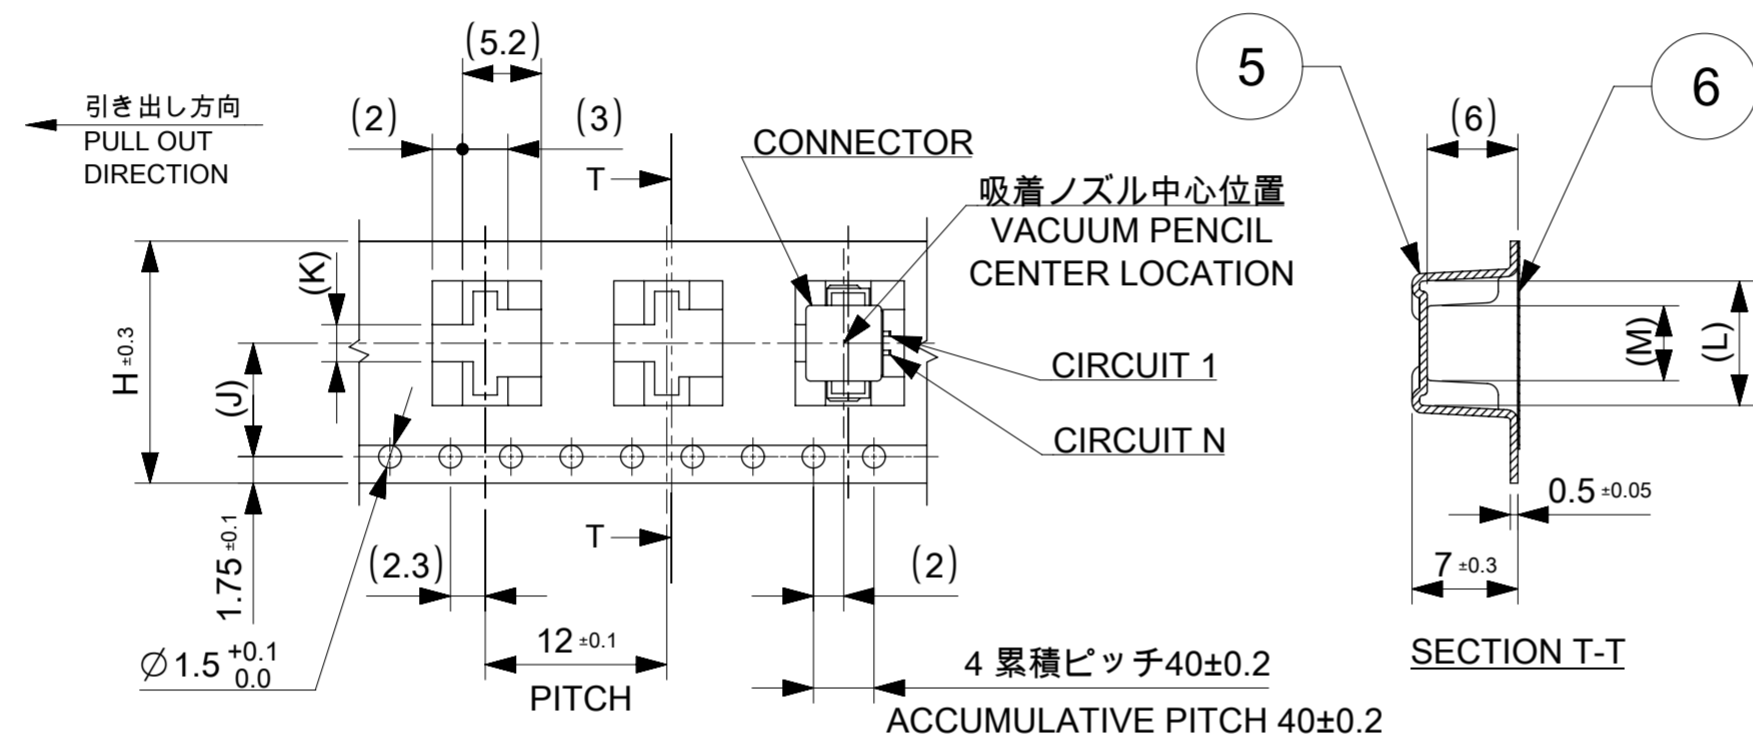 (5.2)
5
6
引き出し方向
PULL OUT
DIRECTION
(2)
(3)
(6)
CONNECTOR
T
吸着ノズル中心位置
VACUUM PENCIL
CENTER LOCATION
(K)
H ±0.3
(J)
(M)
(L)
CIRCUIT 1
CIRCUIT N
0.5 ±0.05
1.75 ±0.1
T
(2.3)
(2)
7 ±0.3
12 ±0.1
PITCH
∅1.5 +0.1
0.0
4 累積ピッチ40±0.2
ACCUMULATIVE PITCH 40±0.2
SECTION T-T